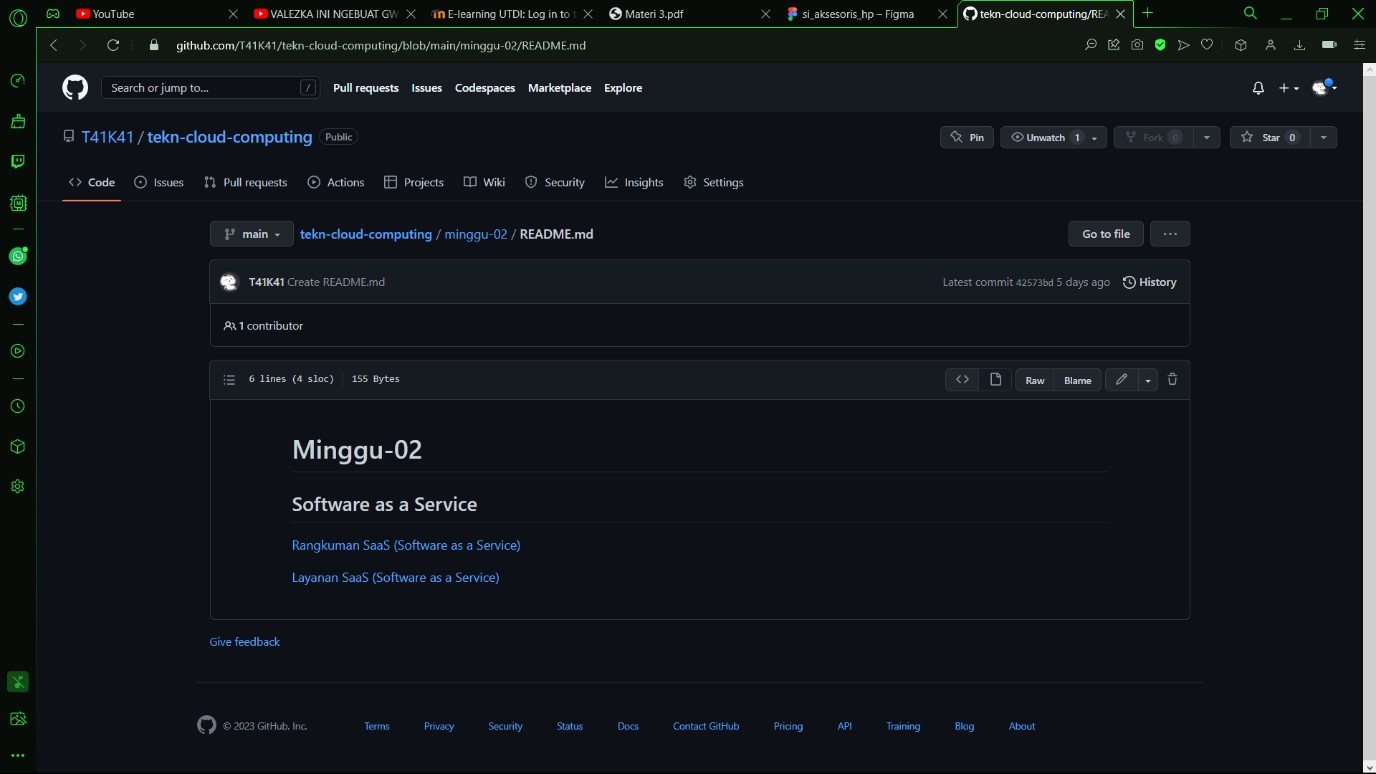 YouTube
VALEZKA INI NGEBUAT GW
E-learning UTDI: Log in to t
Materi 3.pdf
si_aksesoris_hp – Figma
tekn-cloud-computing/REA
github.com/T41K41/tekn-cloud-computing/blob/main/minggu-02/README.md
Search or jump to... /
Pull requests Issues Codespaces Marketplace Explore
T41K41 / tekn-cloud-computing Public
Pin Unwatch 1 Fork 0 Star 0
Code Issues Pull requests Actions Projects Wiki Security Insights Settings
main tekn-cloud-computing / minggu-02 / README.md Go to file ...
T41K41 Create README.md Latest commit 42573bd 5 days ago History
1 contributor
6 lines (4 sloc) 155 Bytes Raw Blame
Minggu-02
Software as a Service
Rangkuman SaaS (Software as a Service)
Layanan SaaS (Software as a Service)
Give feedback
© 2023 GitHub, Inc. Terms Privacy Security Status Docs Contact GitHub Pricing API Training Blog About